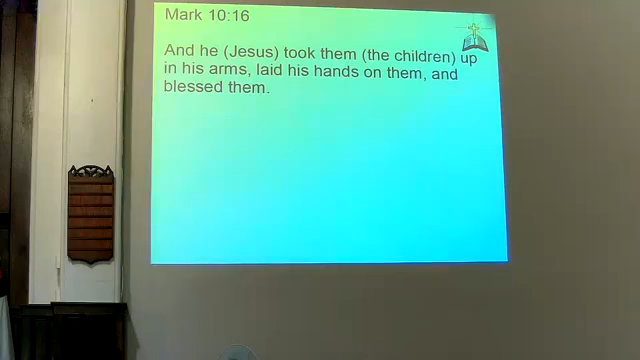 Mark 10:16
And he (Jesus) took them (the children) up
in his arms, laid his hands on them, and
blessed them.